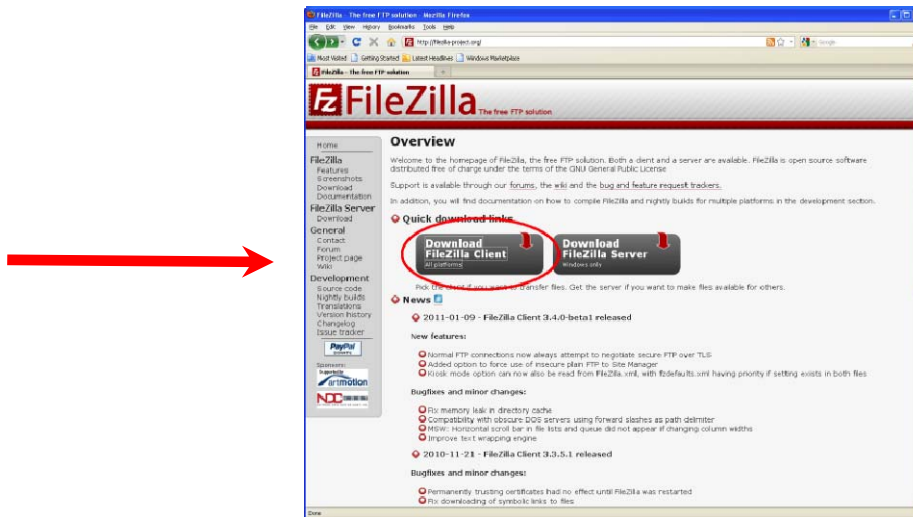 FileZilla - The free FTP solution - Mozilla Firefox
File Edit View History Bookmarks Tools Help
http://filezilla-project.org/
Google
Most Visited Getting Started Latest Headlines Windows Marketplace
FileZilla - The free FTP solution
FileZilla The free FTP solution
Home
FileZilla
Features
Screenshots
Download
Documentation
FileZilla Server
Download
General
Contact
Forum
Project page
Wiki
Development
Source code
Nightly builds
Translations
Version history
Changelog
Issue tracker
PayPal
Sponsors:
Supported by
artmotion
NDC
Overview
Welcome to the homepage of FileZilla, the free FTP solution. Both a client and a server are available. FileZilla is open source software
distributed free of charge under the terms of the GNU General Public License
Support is available through our forums, the wiki and the bug and feature request trackers.
In addition, you will find documentation on how to compile FileZilla and nightly builds for multiple platforms in the development section.
Quick download links
Download
FileZilla Client
All platforms
Download
FileZilla Server
Windows only
Pick the client if you want to transfer files. Get the server if you want to make files available for others.
News
2011-01-09 - FileZilla Client 3.4.0-beta1 released
New features:
Normal FTP connections now always attempt to negotiate secure FTP over TLS
Added option to force use of insecure plain FTP to Site Manager
Kiosk mode option can now also be read from FileZilla.xml, with fzdefaults.xml having priority if setting exists in both files
Bugfixes and minor changes:
Fix memory leak in directory cache
Compatibility with obscure DOS servers using forward slashes as path delimiter
MSW: Horizontal scroll bar in file lists and queue did not appear if changing column widths
Improve text wrapping engine
2010-11-21 - FileZilla Client 3.3.5.1 released
Bugfixes and minor changes:
Permanently trusting certificates had no effect until FileZilla was restarted
Fix downloading of symbolic links to files
Done